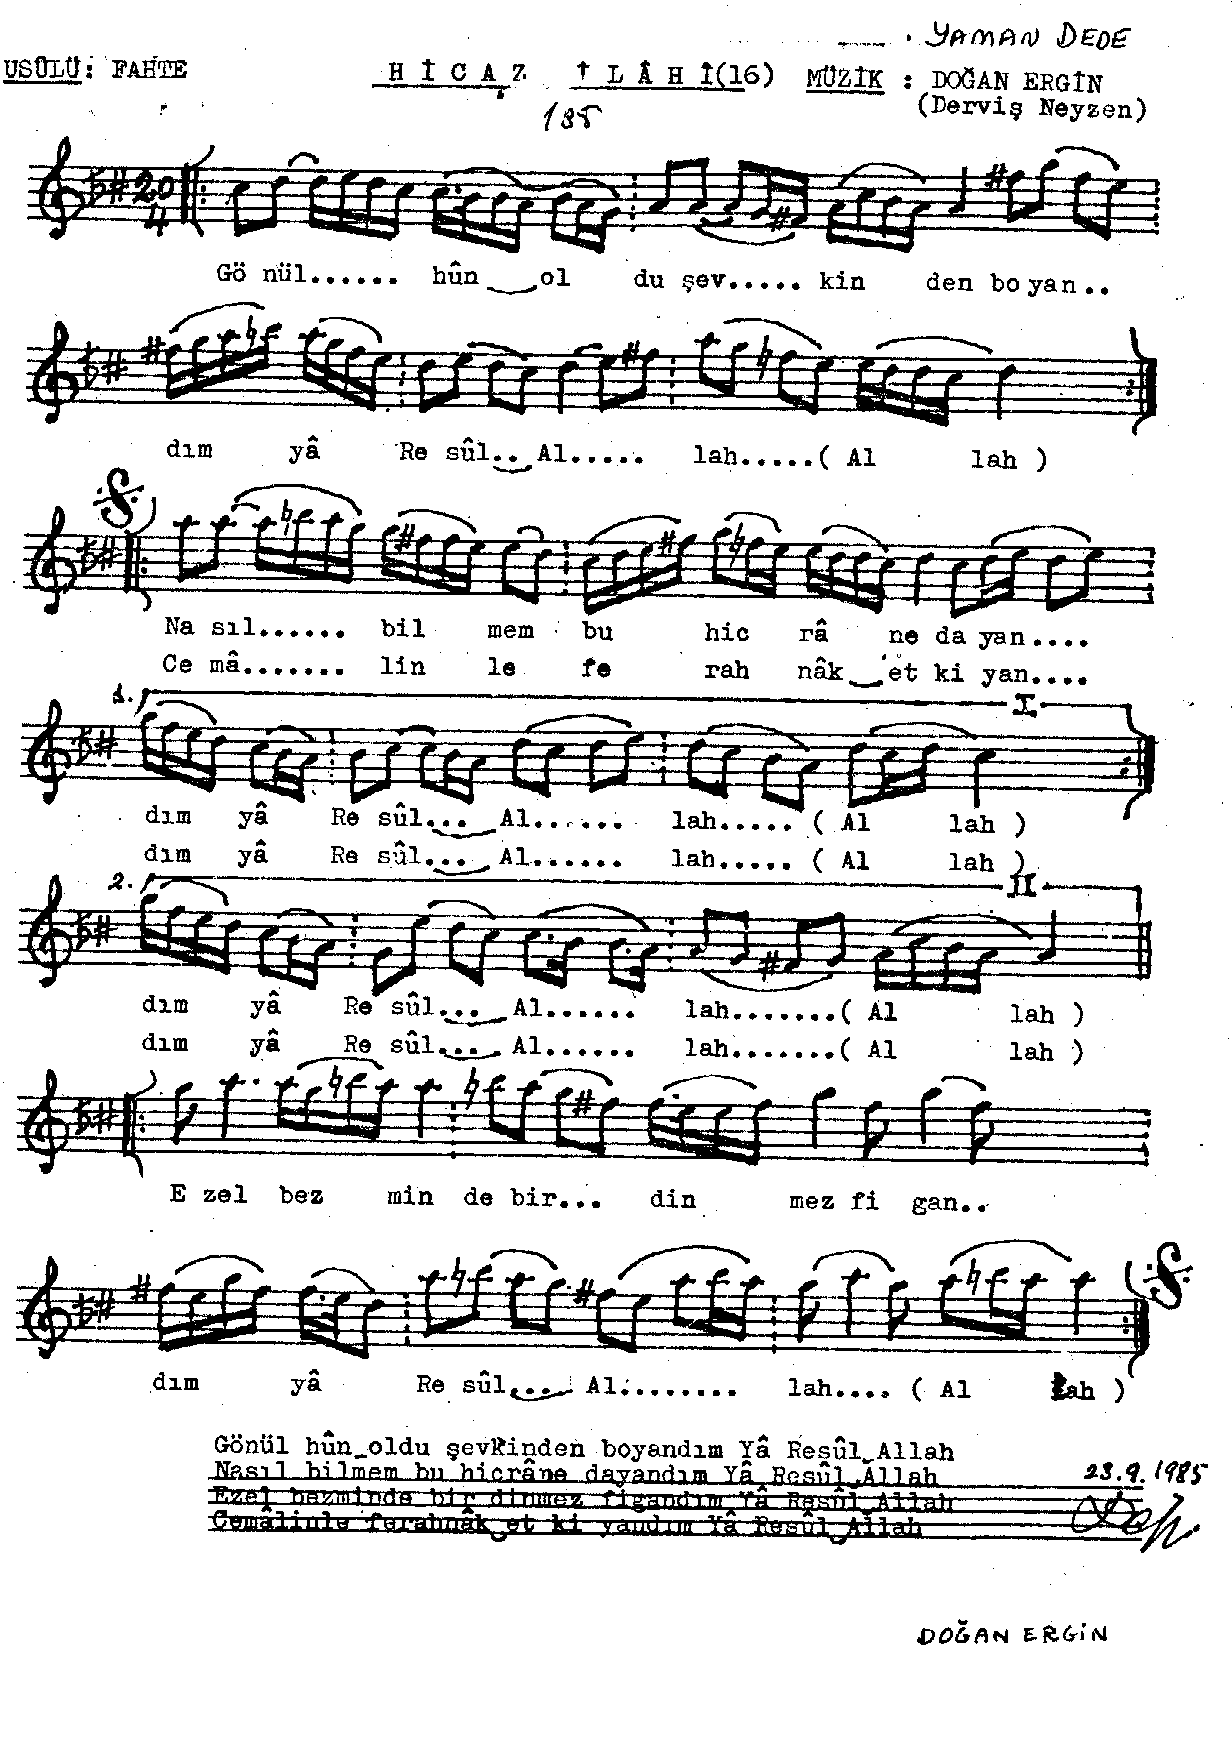 . YAMAN DEDE
USÛLÜ: FAHTE HİCAZ İLÂHİ(16) MÜZİK : DOĞAN ERGİN
(Derviş Neyzen)
185
20
4
Gö nül...... hûn ol du şev..... kin den bo yan..
dım yâ Re sûl.. Al..... lah.....( Al lah )
Na sıl...... bil mem bu hic râ ne da yan....
Ce mâ....... lin le fe rah nâk et ki yan....
1. I.
dım yâ Re sûl... Al....... lah..... ( Al lah )
dım yâ Re sûl... Al...... lah..... ( Al lah )
2. II
dım yâ Re sûl... Al...... lah.......( Al lah )
dım yâ Re sûl... Al...... lah.......( Al lah )
E zel bez min de bir... din mez fi gan..
dım yâ Re sûl... Al........ lah.... ( Al lah )
Gönül hûn oldu şevkinden boyandım Yâ Resûl Allah
Nasıl bilmem bu hicrâne dayandım Yâ Resûl Allah
23.9.1985
Ezel bezminde bir dinmez figandım Yâ Resûl Allah
Cemâlinle ferahnâk et ki yandım Yâ Resûl Allah
DOĞAN ERGİN